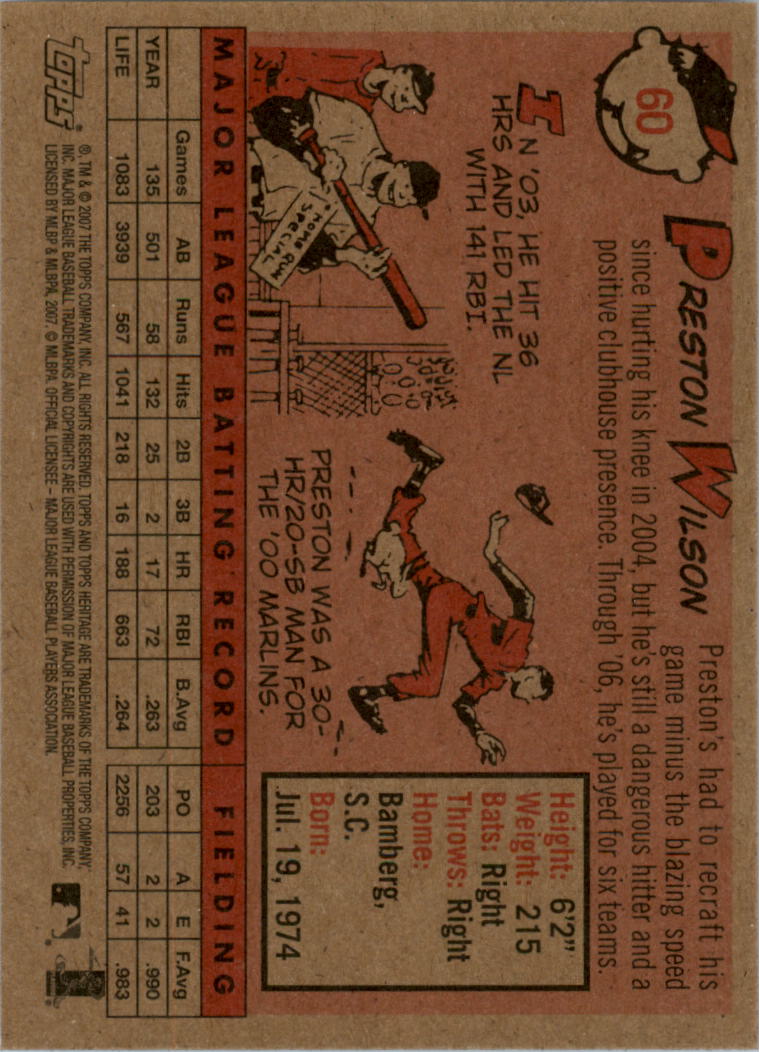 60
PRESTON WILSON
Preston's had to recraft his
game minus the blazing speed
since hurting his knee in 2004, but he's still a dangerous hitter and a
positive clubhouse presence. Through '06, he's played for six teams.
IN '03, HE HIT 36
HRS AND LED THE NL
WITH 141 RBI.
HOME RUN
SPECIAL
PRESTON WAS A 30-
HR/20-SB MAN FOR
THE '00 MARLINS.
Height: 6'2"
Weight: 215
Bats: Right
Throws: Right
Home:
Bamberg,
S.C.
Born:
Jul. 19, 1974
MAJOR LEAGUE BATTING RECORD FIELDING
Games AB Runs Hits 2B 3B HR RBI B.Avg PO A E F.Avg
YEAR 135 501 58 132 25 2 17 72 .263 203 2 2 .990
LIFE 1083 3939 567 1041 218 16 188 663 .264 2256 57 41 .983
topps®
®, TM & © 2007 THE TOPPS COMPANY, INC. ALL RIGHTS RESERVED. TOPPS AND TOPPS HERITAGE ARE TRADEMARKS OF THE TOPPS COMPANY,
INC. MAJOR LEAGUE BASEBALL TRADEMARKS AND COPYRIGHTS ARE USED WITH PERMISSION OF MAJOR LEAGUE BASEBALL PROPERTIES, INC.
LICENSED BY MLBP & MLBPA, 2007. © MLBPA. OFFICIAL LICENSEE – MAJOR LEAGUE BASEBALL PLAYERS ASSOCIATION.